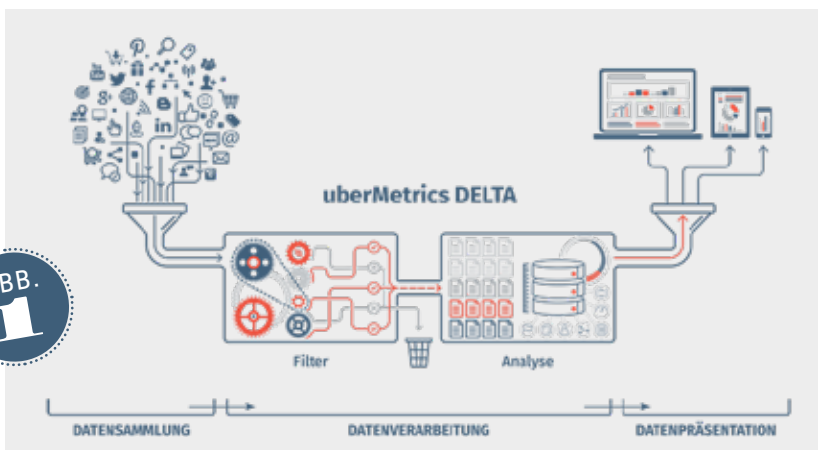 uberMetrics DELTA
BB.
1
Filter
Analyse
DATENSAMMLUNG
DATENVERARBEITUNG
DATENPRÄSENTATION